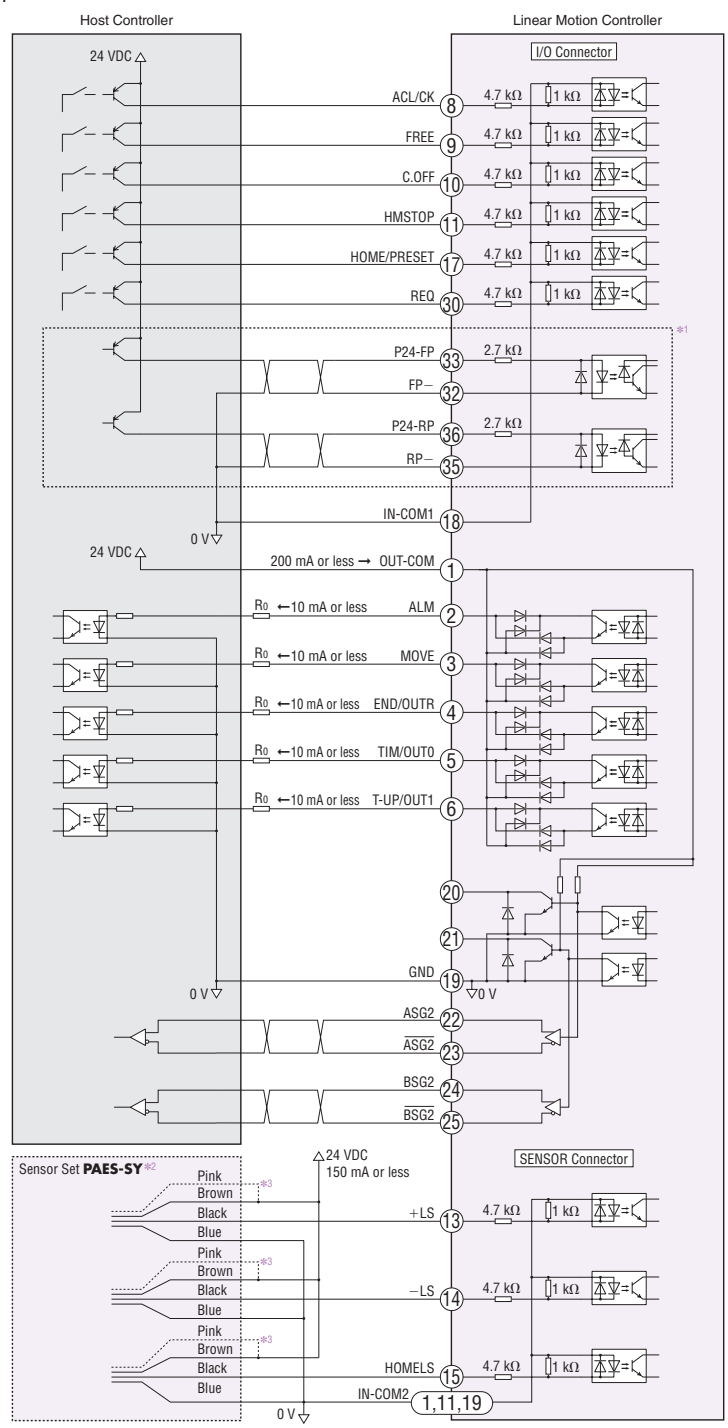 Host Controller
Linear Motion Controller
I/O Connector
24 VDC
ACL/CK 8 4.7 kΩ 1 kΩ
FREE 9 4.7 kΩ 1 kΩ
C.OFF 10 4.7 kΩ 1 kΩ
HMSTOP 11 4.7 kΩ 1 kΩ
HOME/PRESET 17 4.7 kΩ 1 kΩ
REQ 30 4.7 kΩ 1 kΩ
*1
P24-FP 33 2.7 kΩ
FP− 32
P24-RP 36 2.7 kΩ
RP− 35
IN-COM1 18
0 V
24 VDC
200 mA or less → OUT-COM 1
R0 ←10 mA or less ALM 2
R0 ←10 mA or less MOVE 3
R0 ←10 mA or less END/OUTR 4
R0 ←10 mA or less TIM/OUT0 5
R0 ←10 mA or less T-UP/OUT1 6
20
21
GND 19
0 V
0 V
ASG2 22
A̅S̅G̅2̅ 23
BSG2 24
B̅S̅G̅2̅ 25
Sensor Set PAES-SY*2
24 VDC
150 mA or less
SENSOR Connector
Pink
*3
Brown
Black +LS 13 4.7 kΩ 1 kΩ
Blue
Pink
*3
Brown
Black −LS 14 4.7 kΩ 1 kΩ
Blue
Pink
*3
Brown
Black HOMELS 15 4.7 kΩ 1 kΩ
Blue
IN-COM2 1,11,19
0 V